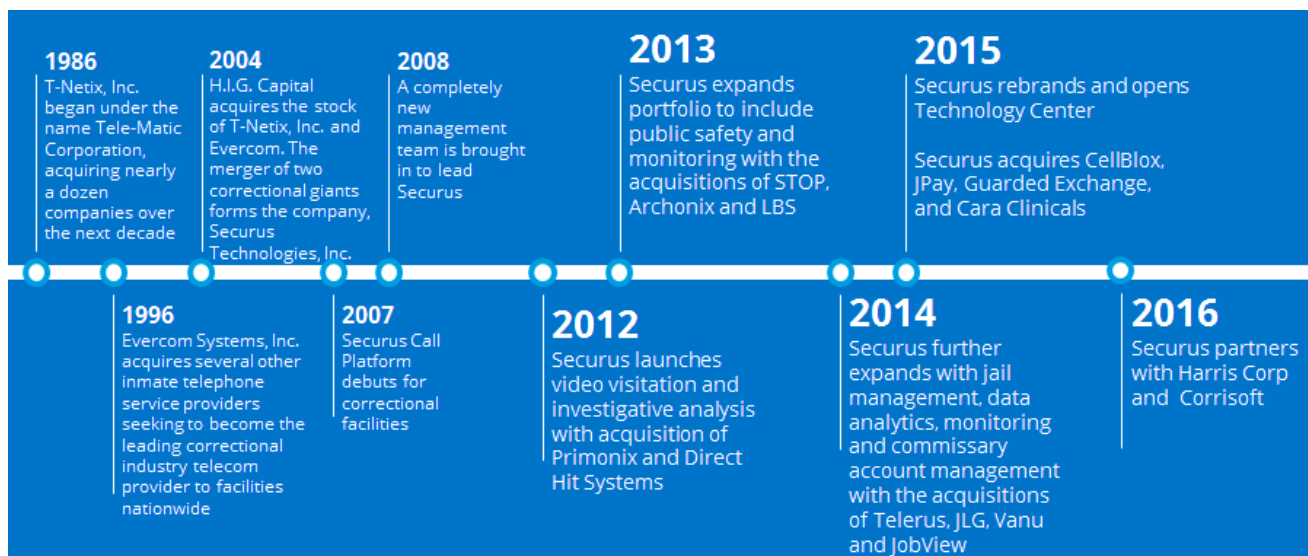 1986
T-Netix, Inc.
began under the
name Tele-Matic
Corporation,
acquiring nearly
a dozen
companies over
the next decade
2004
H.I.G. Capital
acquires the stock
of T-Netix, Inc. and
Evercom. The
merger of two
correctional giants
forms the company,
Securus
Technologies, Inc.
2008
A completely
new
management
team is brought
in to lead
Securus
2013
Securus expands
portfolio to include
public safety and
monitoring with the
acquisitions of STOP,
Archonix and LBS
2015
Securus rebrands and opens
Technology Center
Securus acquires CellBlox,
JPay, Guarded Exchange,
and Cara Clinicals
1996
Evercom Systems, Inc.
acquires several other
inmate telephone
service providers
seeking to become the
leading correctional
industry telecom
provider to facilities
nationwide
2007
Securus Call
Platform
debuts for
correctional
facilities
2012
Securus launches
video visitation and
investigative analysis
with acquisition of
Primonix and Direct
Hit Systems
2014
Securus further
expands with jail
management, data
analytics, monitoring
and commissary
account management
with the acquisitions
of Telerus, JLG, Vanu
and JobView
2016
Securus partners
with Harris Corp
and Corrisoft